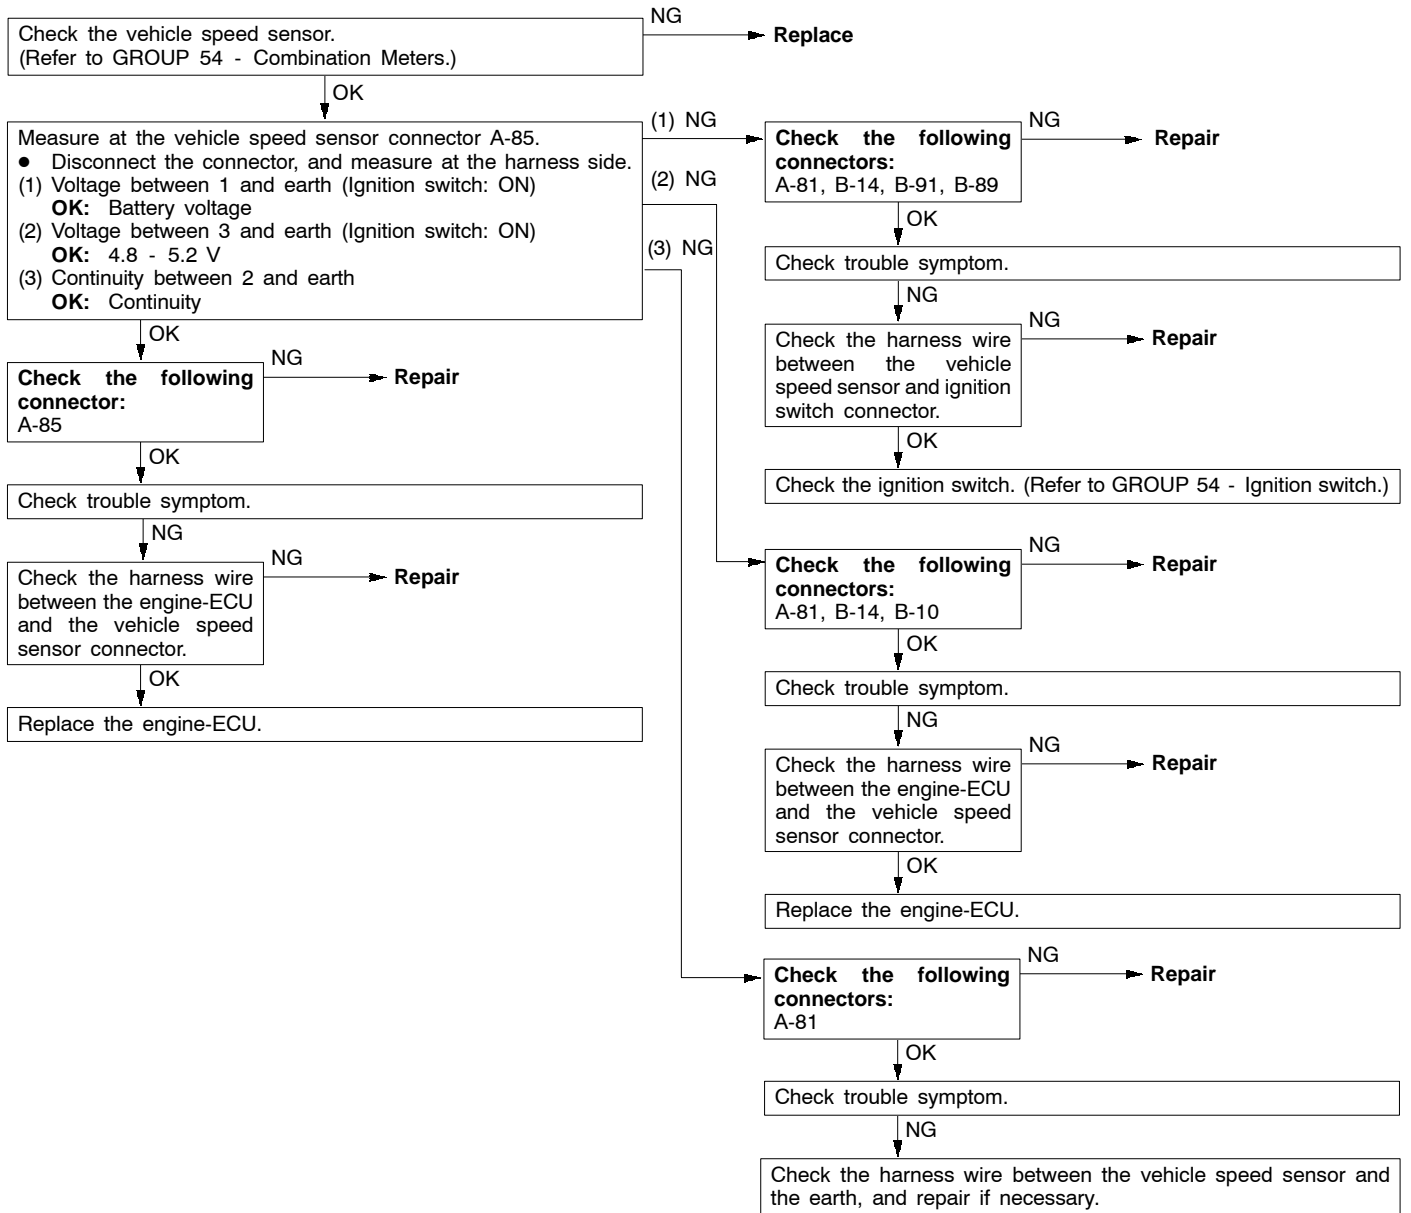 Check the vehicle speed sensor.
(Refer to GROUP 54 - Combination Meters.)
NG
Replace
OK
Measure at the vehicle speed sensor connector A-85.
● Disconnect the connector, and measure at the harness side.
(1) Voltage between 1 and earth (Ignition switch: ON)
OK: Battery voltage
(2) Voltage between 3 and earth (Ignition switch: ON)
OK: 4.8 - 5.2 V
(3) Continuity between 2 and earth
OK: Continuity
OK
Check the following
connector:
A-85
NG
Repair
OK
Check trouble symptom.
NG
Check the harness wire
between the engine-ECU
and the vehicle speed
sensor connector.
NG
Repair
OK
Replace the engine-ECU.
(1) NG
Check the following
connectors:
A-81, B-14, B-91, B-89
NG
Repair
OK
Check trouble symptom.
NG
Check the harness wire
between the vehicle
speed sensor and ignition
switch connector.
NG
Repair
OK
Check the ignition switch. (Refer to GROUP 54 - Ignition switch.)
(2) NG
Check the following
connectors:
A-81, B-14, B-10
NG
Repair
OK
Check trouble symptom.
NG
Check the harness wire
between the engine-ECU
and the vehicle speed
sensor connector.
NG
Repair
OK
Replace the engine-ECU.
(3) NG
Check the following
connectors:
A-81
NG
Repair
OK
Check trouble symptom.
NG
Check the harness wire between the vehicle speed sensor and
the earth, and repair if necessary.